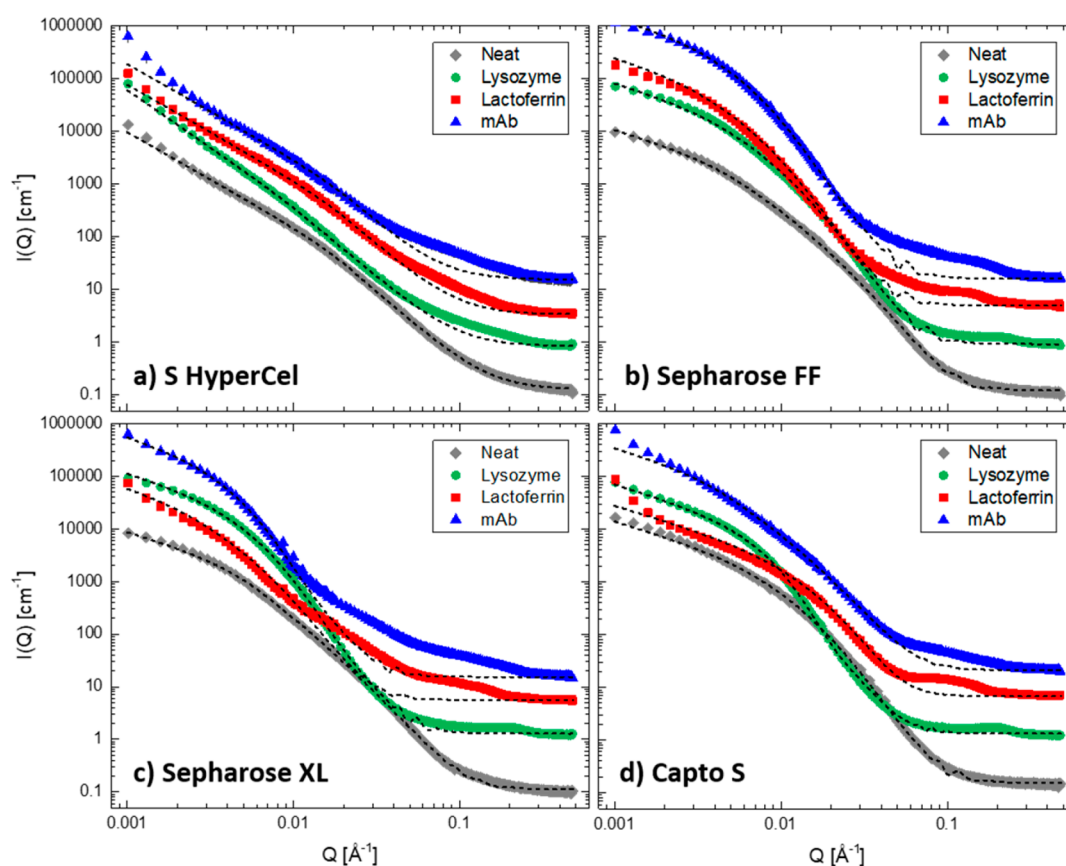 1000000
100000
10000
1000
100
10
1
0.1
I(Q) [cm⁻¹]
Neat
Lysozyme
Lactoferrin
mAb
a) S HyperCel
Neat
Lysozyme
Lactoferrin
mAb
b) Sepharose FF
1000000
100000
10000
1000
100
10
1
0.1
I(Q) [cm⁻¹]
Neat
Lysozyme
Lactoferrin
mAb
c) Sepharose XL
Neat
Lysozyme
Lactoferrin
mAb
d) Capto S
0.001 0.01 0.1
0.001 0.01 0.1
Q [Å⁻¹]
Q [Å⁻¹]